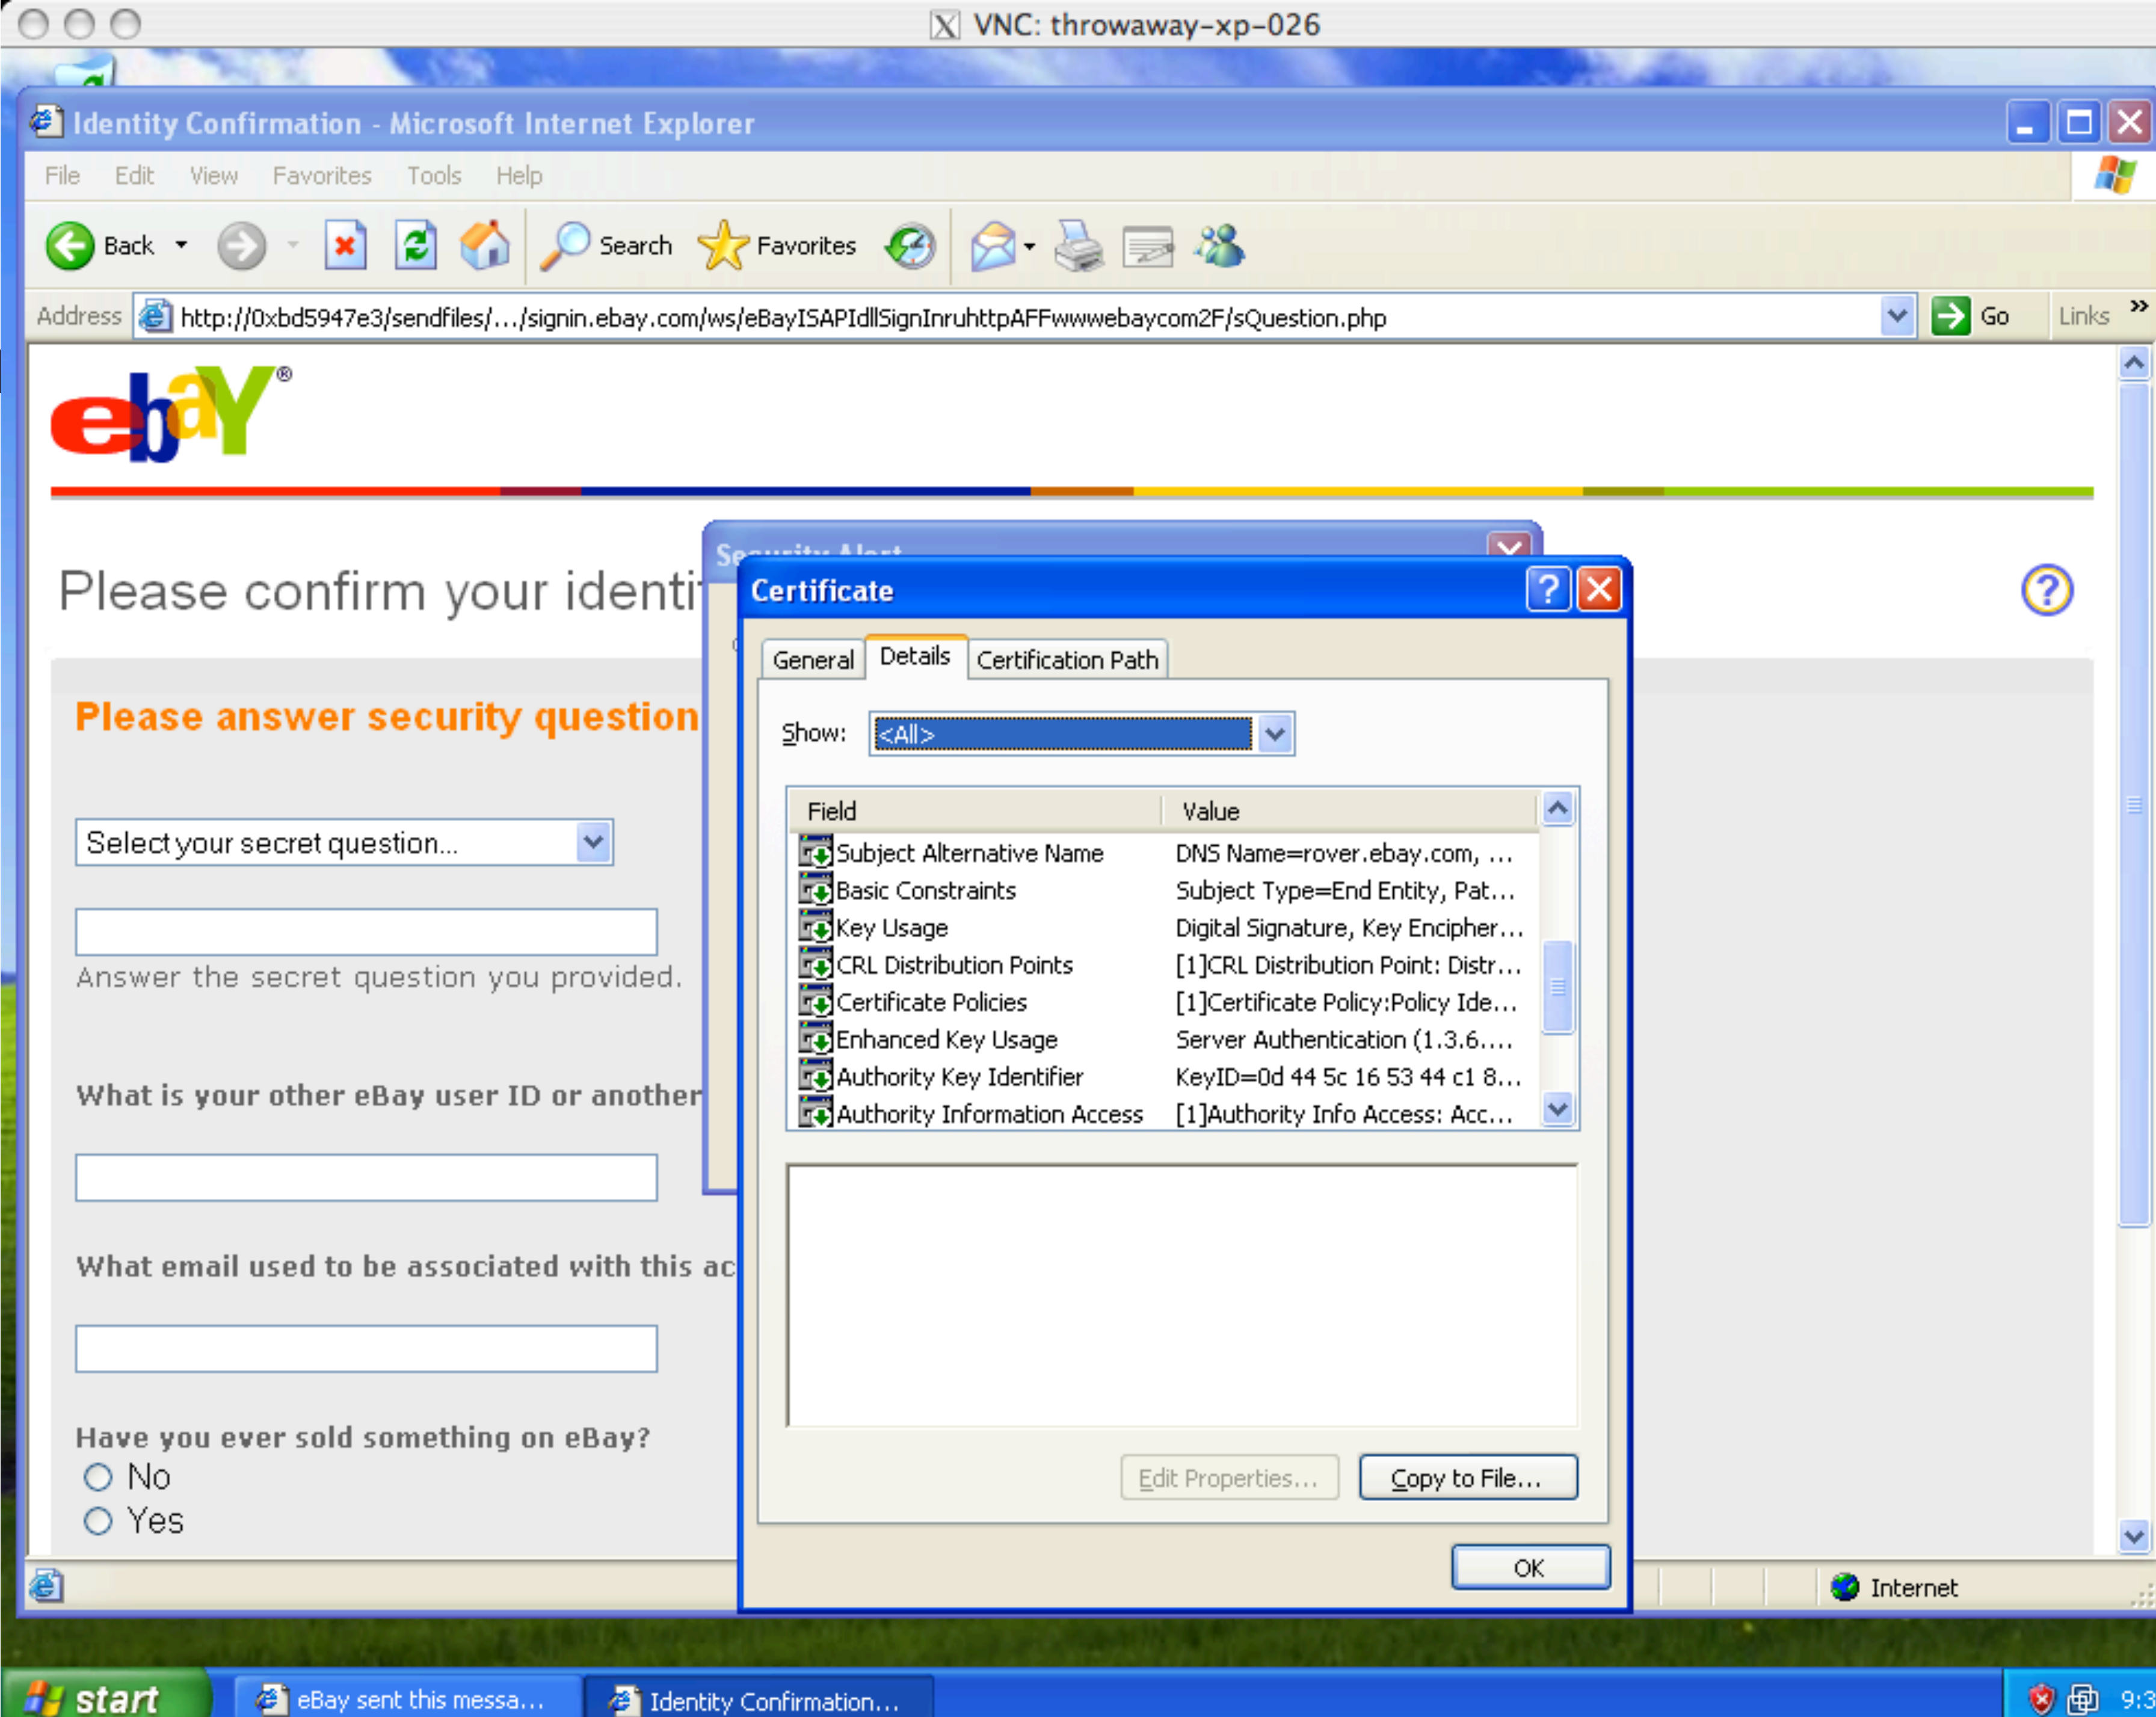 VNC: throwaway-xp-026
Identity Confirmation - Microsoft Internet Explorer
File Edit View Favorites Tools Help
Back Search Favorites
Address http://0xbd5947e3/sendfiles/.../signin.ebay.com/ws/eBayISAPIdllSignInruhttpAFFwwwebaycom2F/sQuestion.php Go Links »
ebaY®
Security Alert
Please confirm your identi
Certificate
General Details Certification Path
Please answer security question
Show: <All>
Field Value
Select your secret question...
Subject Alternative Name DNS Name=rover.ebay.com, ...
Basic Constraints Subject Type=End Entity, Pat...
Key Usage Digital Signature, Key Encipher...
CRL Distribution Points [1]CRL Distribution Point: Distr...
Answer the secret question you provided.
Certificate Policies [1]Certificate Policy:Policy Ide...
Enhanced Key Usage Server Authentication (1.3.6....
Authority Key Identifier KeyID=0d 44 5c 16 53 44 c1 8...
What is your other eBay user ID or another
Authority Information Access [1]Authority Info Access: Acc...
What email used to be associated with this ac
Have you ever sold something on eBay?
No
Yes
Edit Properties... Copy to File...
OK
Internet
start eBay sent this messa... Identity Confirmation... 9:3